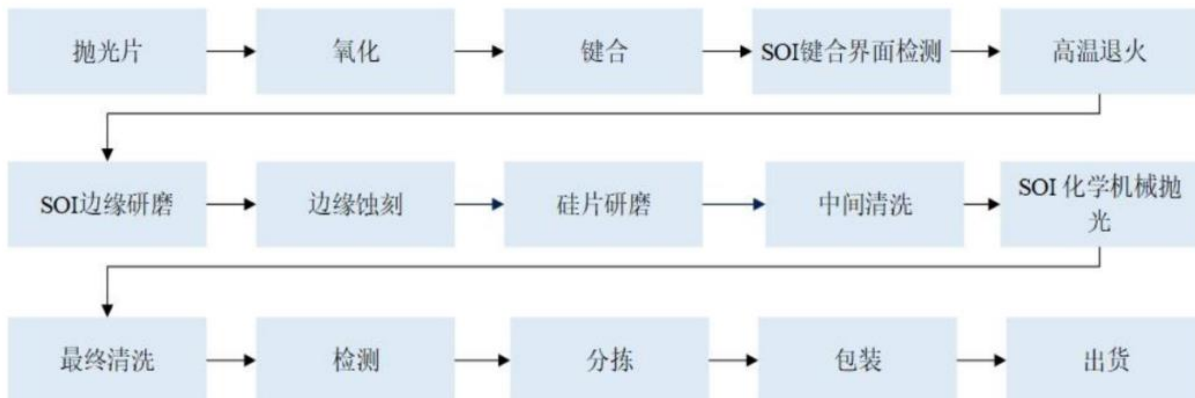 抛光片
氧化
键合
SOI键合界面检测
高温退火
SOI边缘研磨
边缘蚀刻
硅片研磨
中间清洗
SOI 化学机械抛
光
最终清洗
检测
分拣
包装
出货